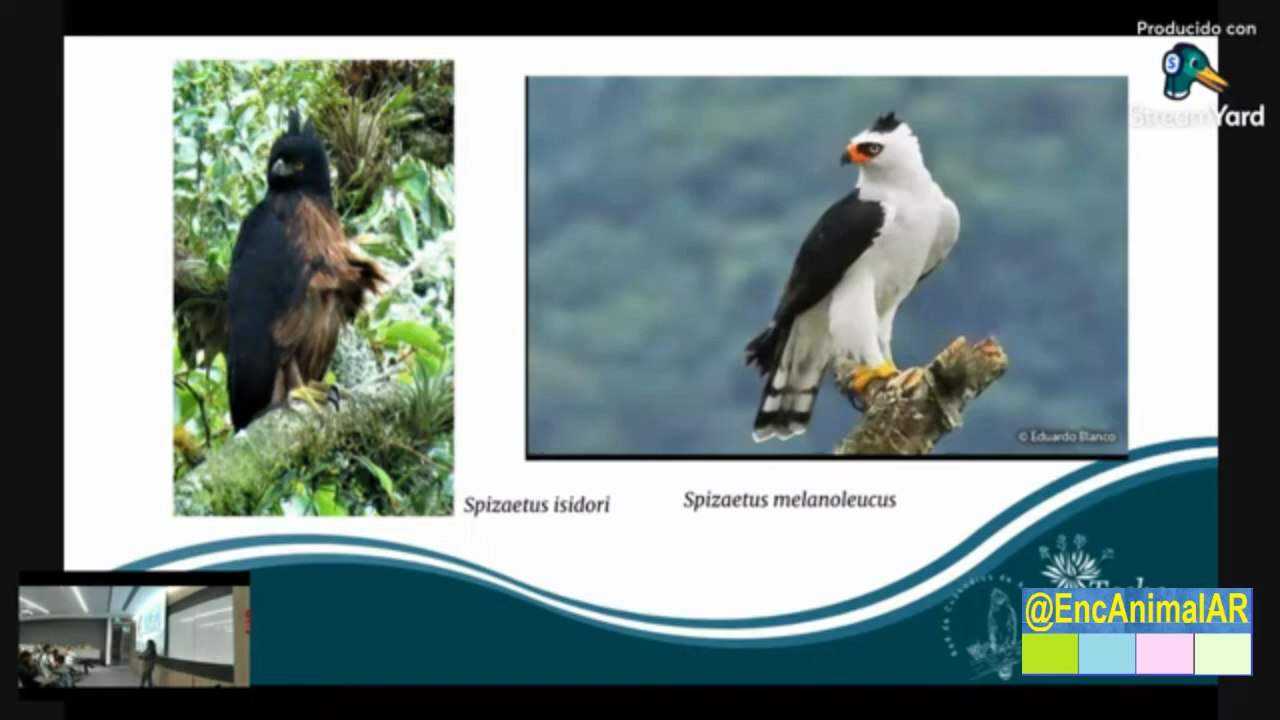 Producido con
StreamYard
© Eduardo Blanco
Spizaetus isidori
Spizaetus melanoleucus
@EncAnimalAR